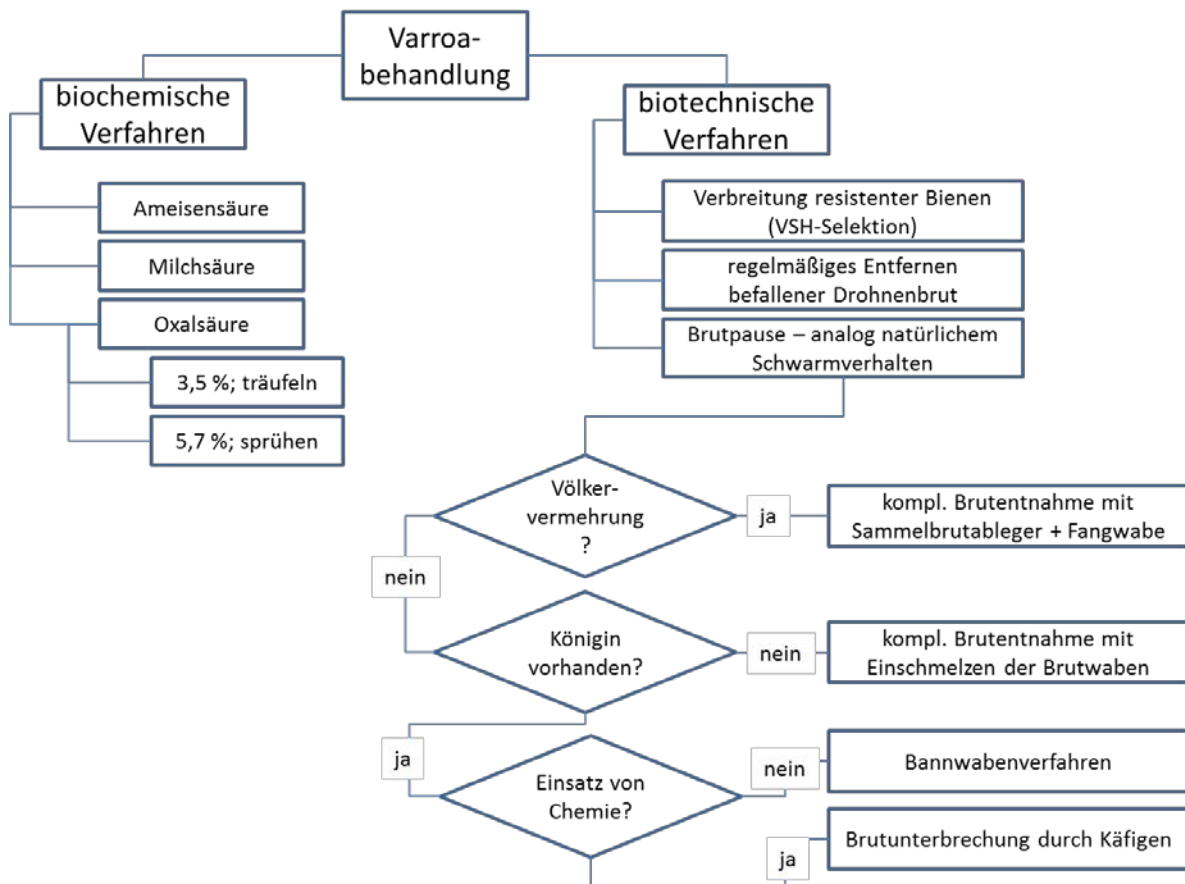 Varroa-
behandlung
biochemische
Verfahren
Ameisensäure
Milchsäure
Oxalsäure
3,5 %; träufeln
5,7 %; sprühen
biotechnische
Verfahren
Verbreitung resistenter Bienen
(VSH-Selektion)
regelmäßiges Entfernen
befallener Drohnenbrut
Brutpause – analog natürlichem
Schwarmverhalten
Völker-
vermehrung
?
ja
kompl. Brutentnahme mit
Sammelbrutableger + Fangwabe
nein
Königin
vorhanden?
nein
kompl. Brutentnahme mit
Einschmelzen der Brutwaben
ja
Einsatz von
Chemie?
nein
Bannwabenverfahren
ja
Brutunterbrechung durch Käfigen